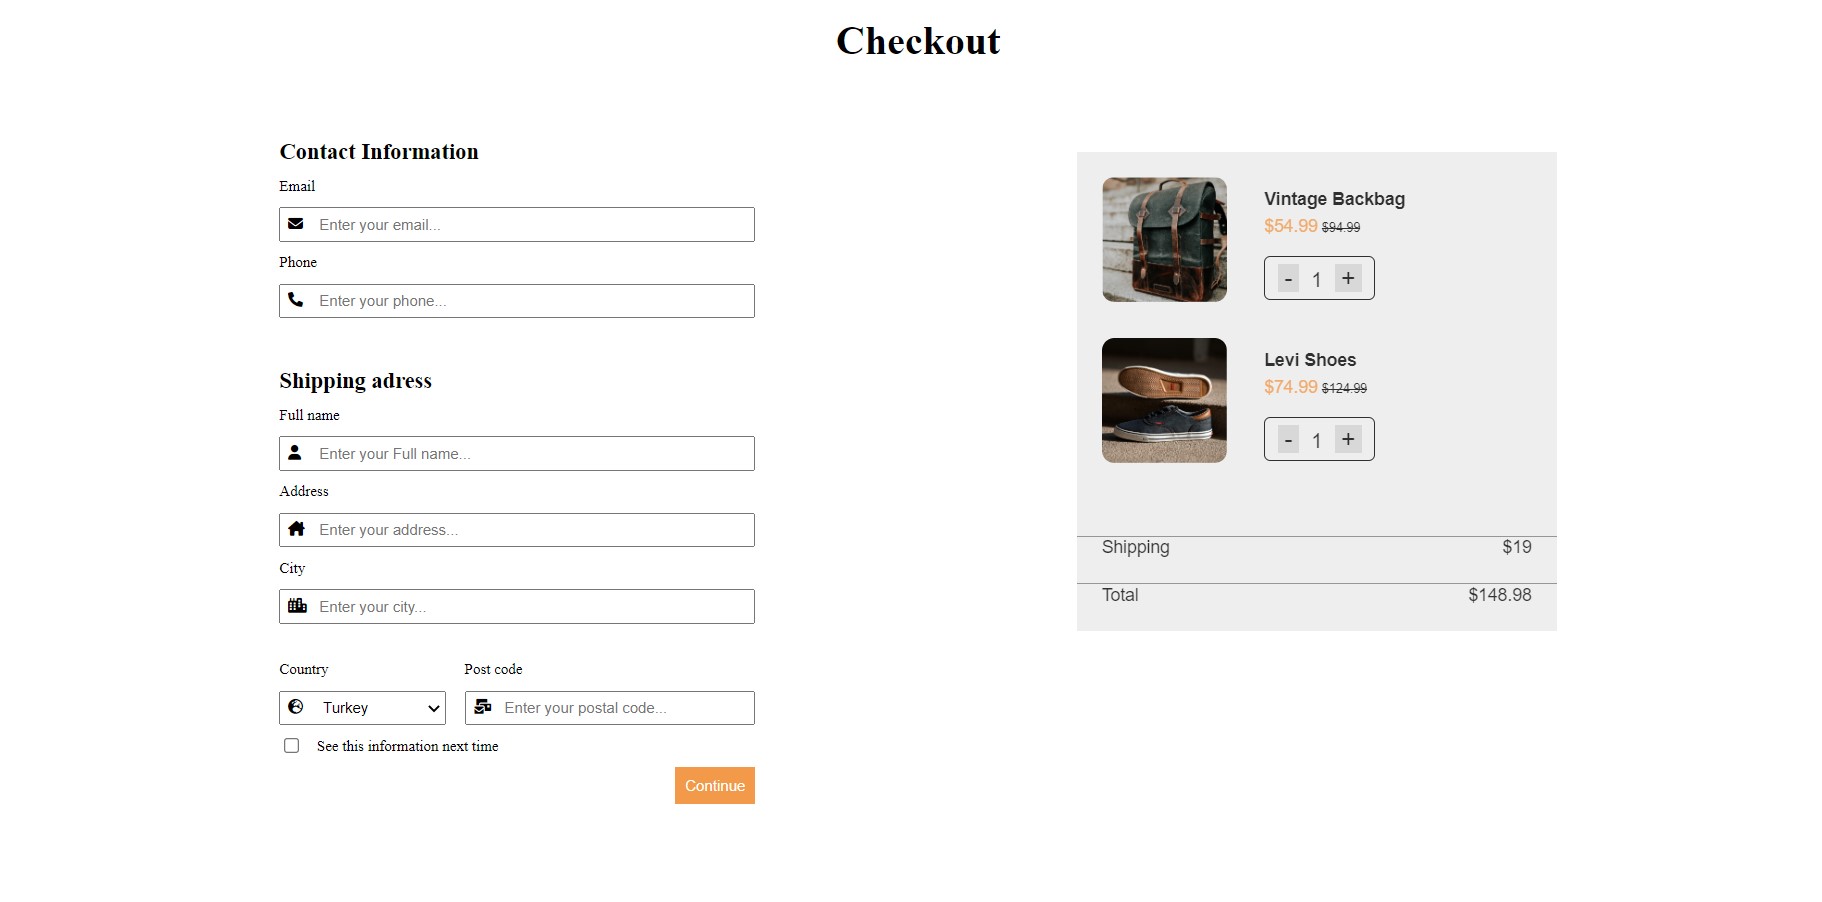 Checkout
Contact Information
Email
Enter your email...
Phone
Enter your phone...
Shipping adress
Full name
Enter your Full name...
Address
Enter your address...
City
Enter your city...
Country
Post code
Turkey
Enter your postal code...
See this information next time
Continue
Vintage Backbag
$54.99 $94.99
- 1 +
Levi Shoes
$74.99 $124.99
- 1 +
Shipping $19
Total $148.98